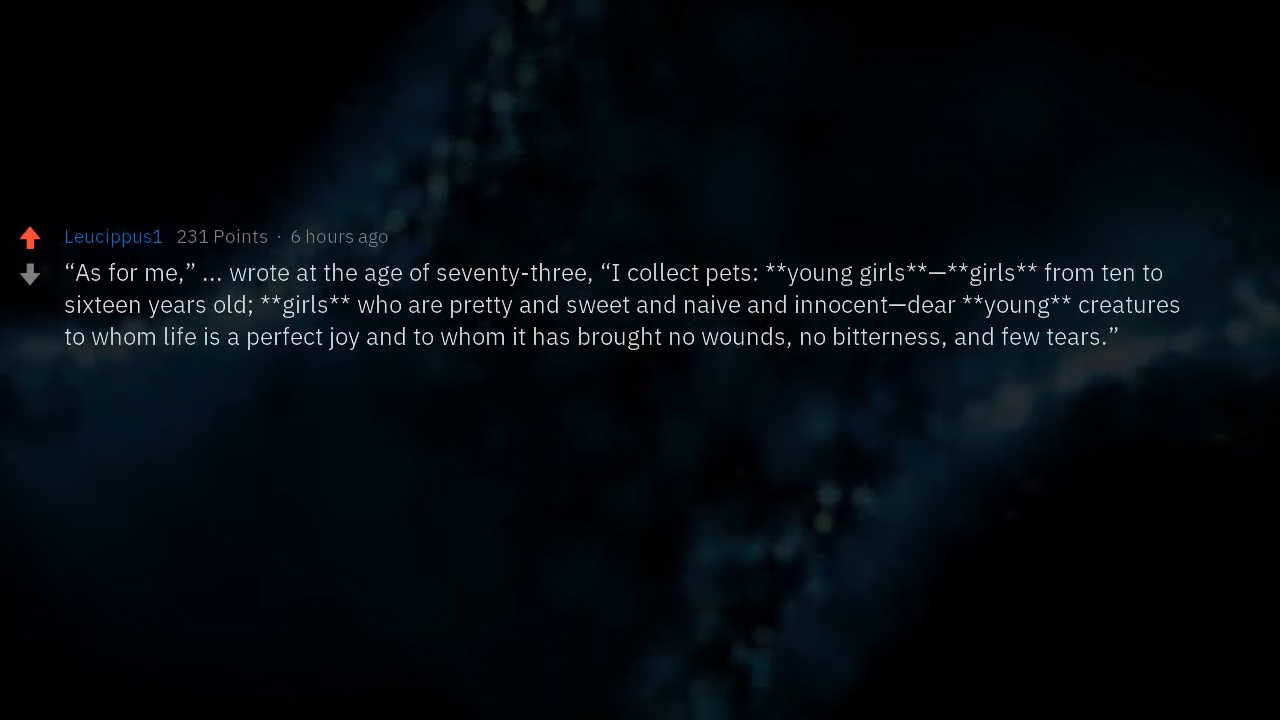 Leucippus1 231 Points · 6 hours ago
“As for me,” ... wrote at the age of seventy-three, “I collect pets: **young girls**—**girls** from ten to
sixteen years old; **girls** who are pretty and sweet and naive and innocent—dear **young** creatures
to whom life is a perfect joy and to whom it has brought no wounds, no bitterness, and few tears.”